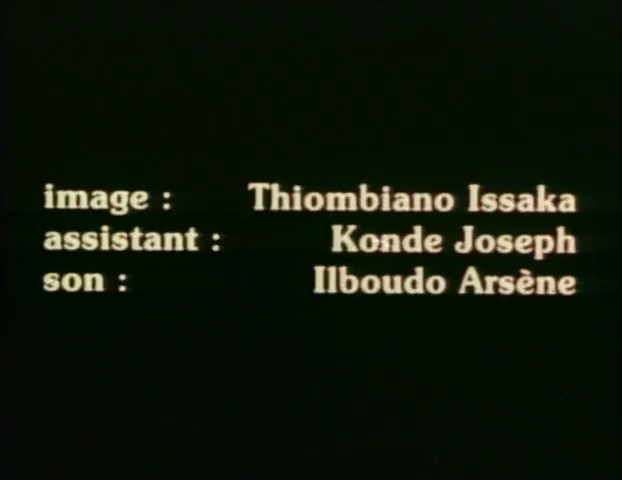 image : Thiombiano Issaka
assistant : Konde Joseph
son : Ilboudo Arsène